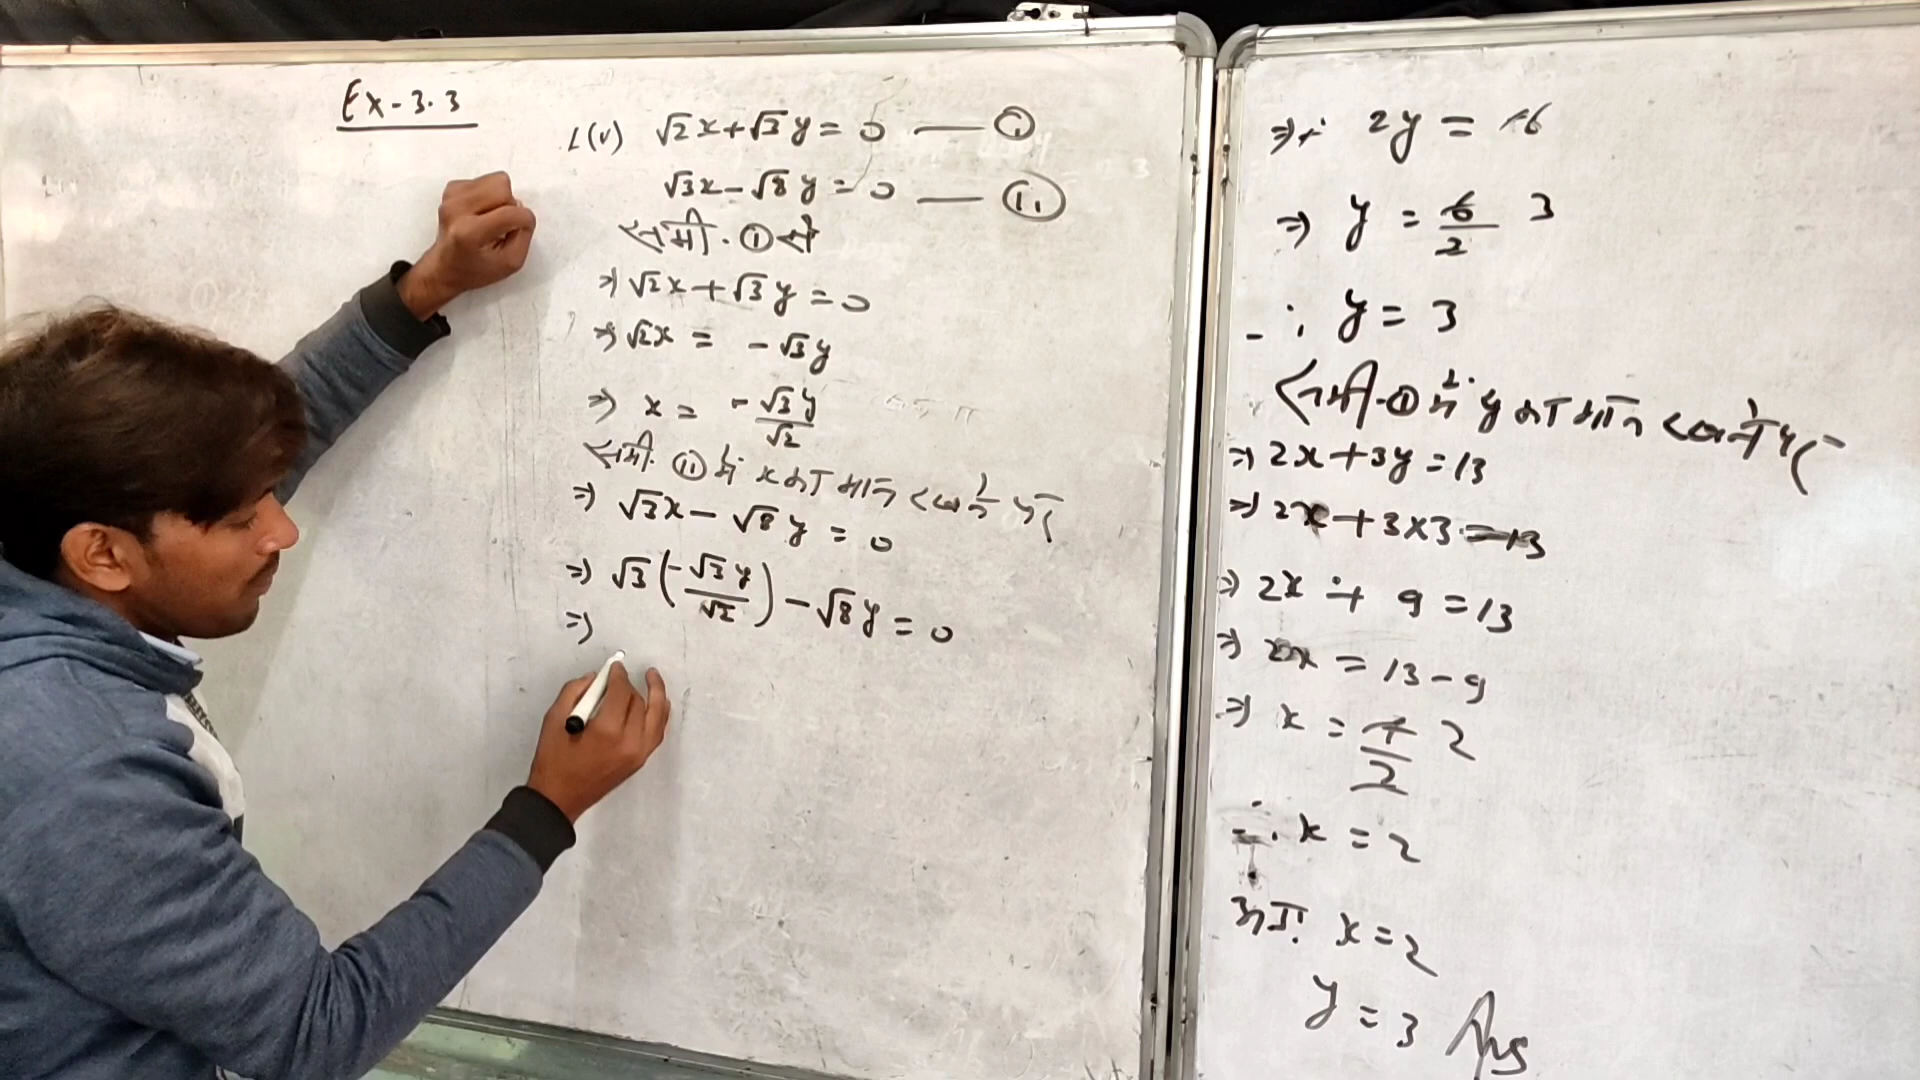 Ex-3.3
1(v) √2x+√3y=0 — (i)
√3x-√8y=0 — (ii)
समी. (i) से
⇒ √2x+√3y=0
⇒ √2x = -√3y
⇒ x = -√3y/√2
समी. (ii) में x का मान रखने पर
⇒ √3x-√8y=0
⇒ √3(-√3y/√2)-√8y=0
⇒
⇒ 2y = 6
⇒ y = 6/2 3
∴ y = 3
समी. (i) में y का मान रखने पर
⇒ 2x+3y=13
⇒ 2x+3×3=13
⇒ 2x + 9 =13
⇒ 2x = 13-9
⇒ x = 4/2 2
∴ x = 2
अतः x=2
y=3 Ans